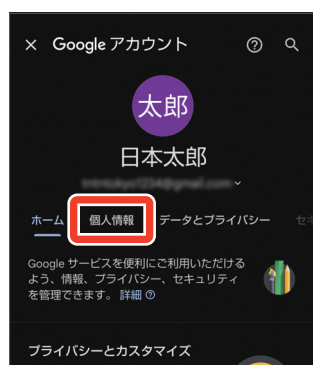 × Google アカウント
太郎
日本太郎
ホーム 個人情報 データとプライバシー セキ
Google サービスを便利にご利用いただける
よう、情報、プライバシー、セキュリティ
を管理できます。詳細
プライバシーとカスタマイズ